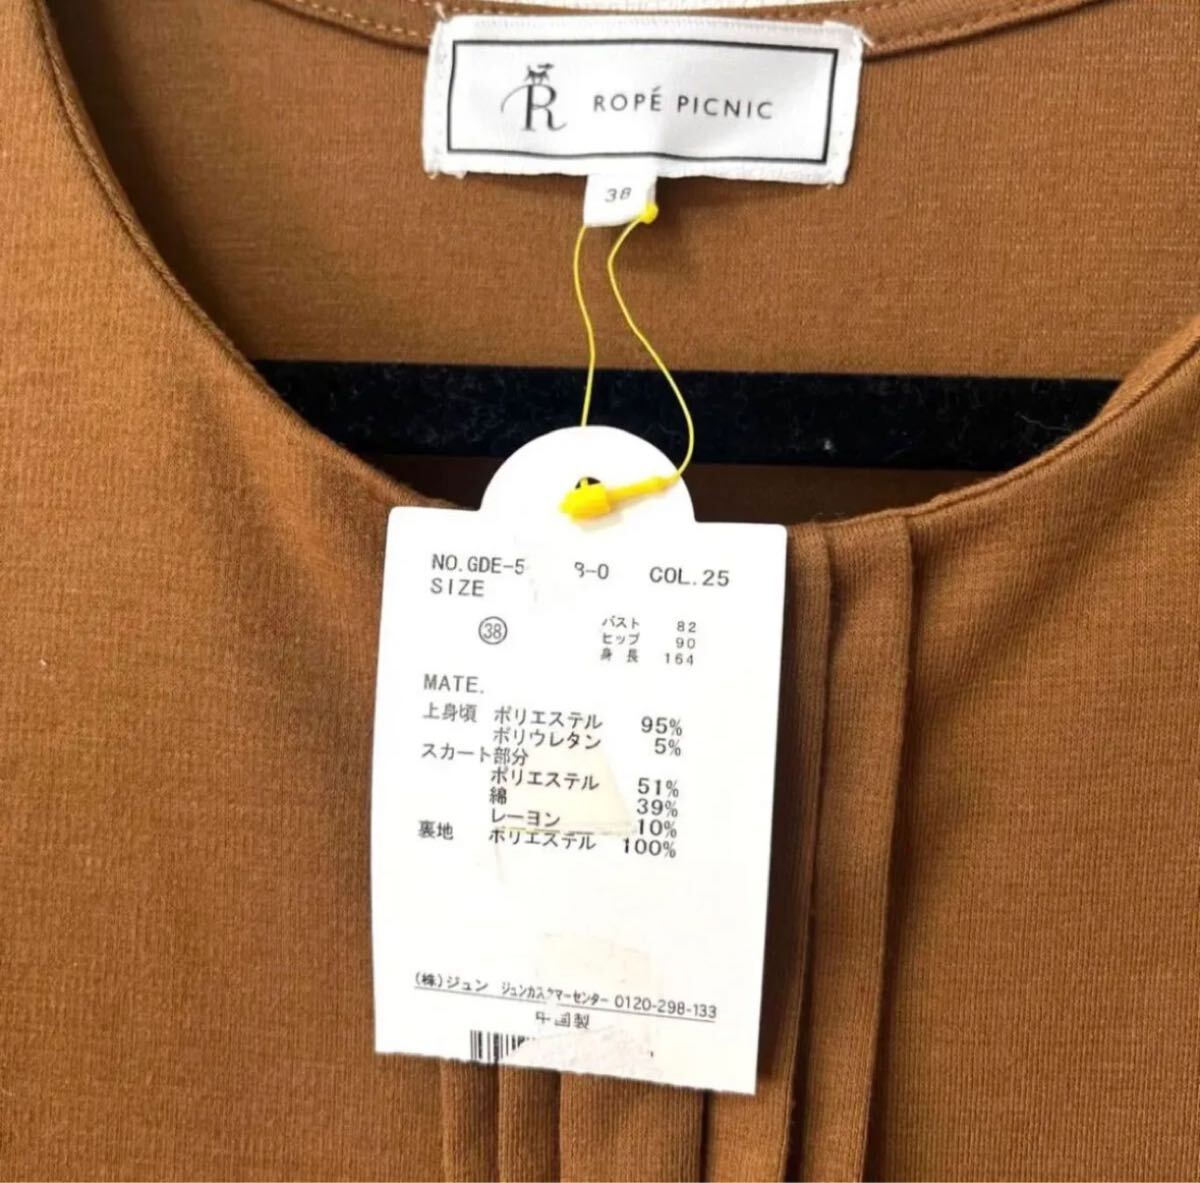 R ROPÉ PICNIC
38
NO.GDE-5 8-0 COL.25
SIZE
38 バスト 82
ヒップ 90
身長 164
MATE.
上身頃 ポリエステル 95%
ポリウレタン 5%
スカート部分
ポリエステル 51%
綿 39%
レーヨン 10%
裏地 ポリエステル 100%
(株)ジュン ジュンカスタマーセンター 0120-298-133
中国製